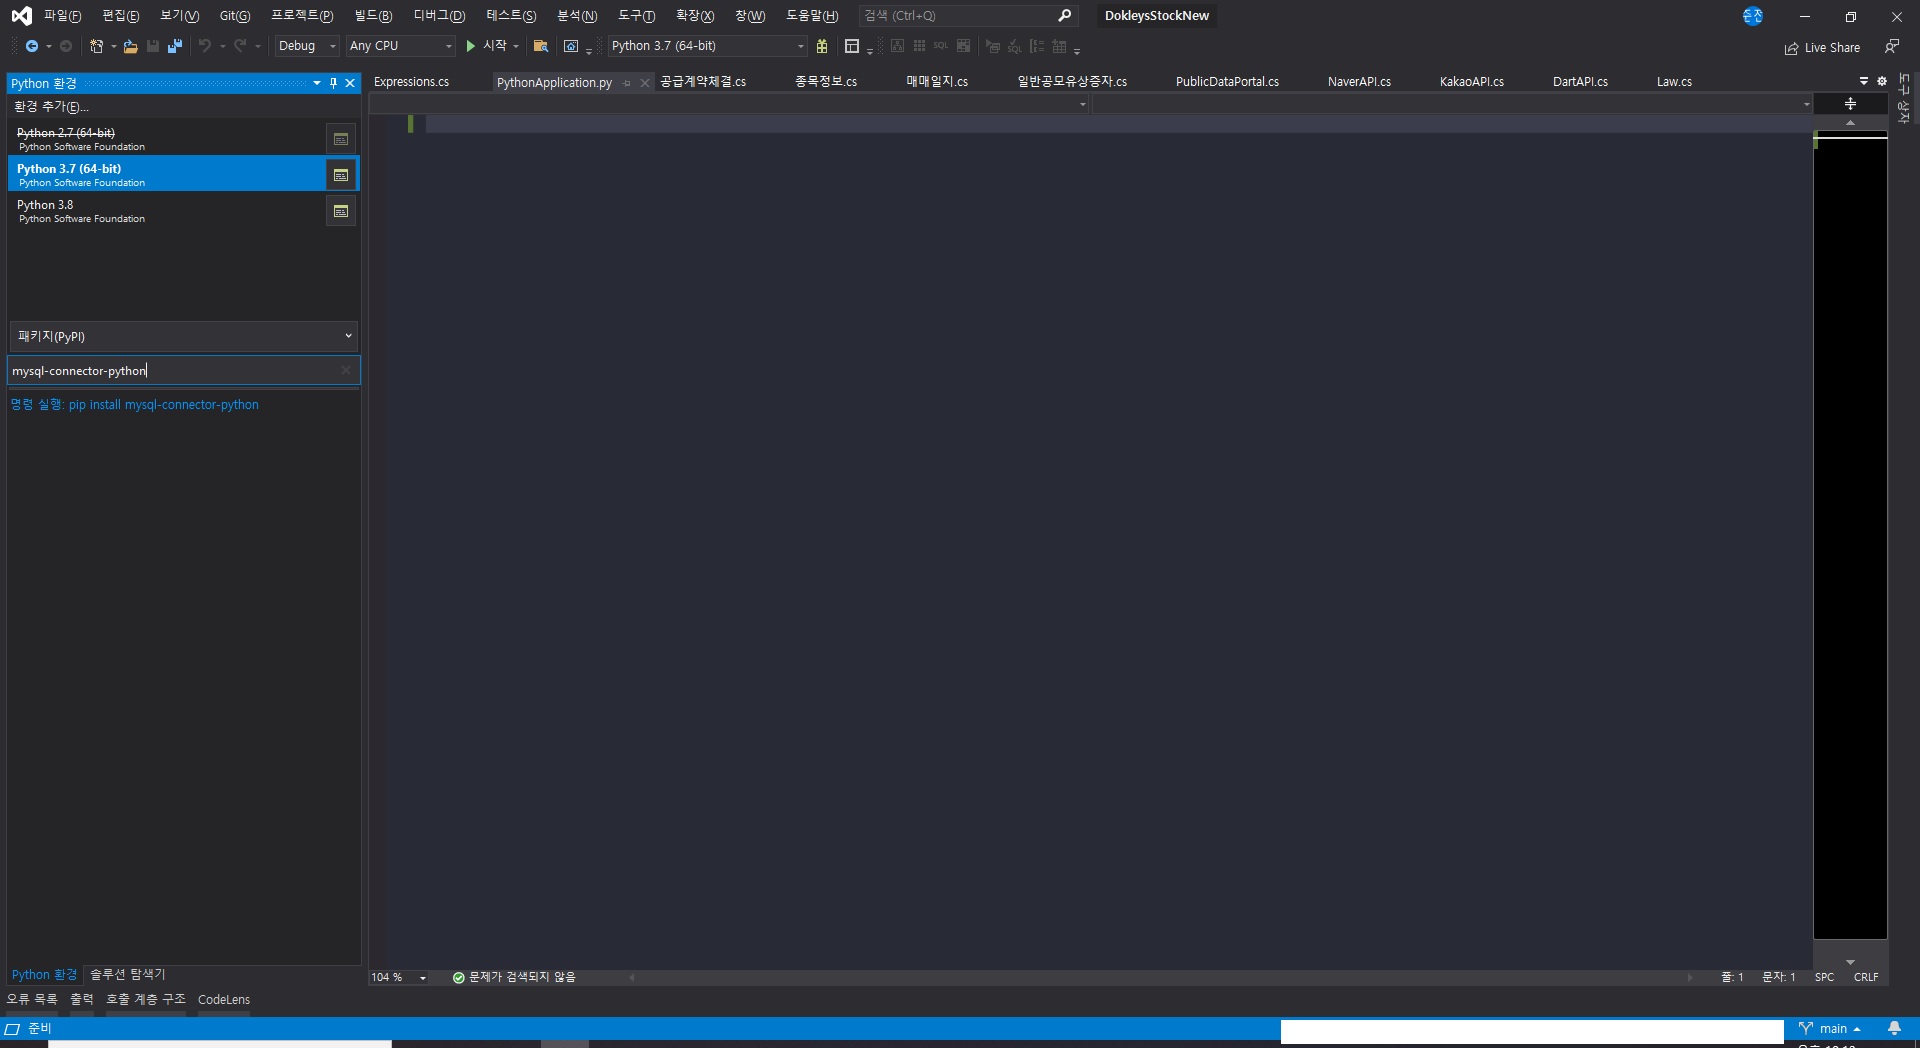 파일(F) 편집(E) 보기(V) Git(G) 프로젝트(P) 빌드(B) 디버그(D) 테스트(S) 분석(N) 도구(T) 확장(X) 창(W) 도움말(H) 검색 (Ctrl+Q) DokleysStockNew
Debug Any CPU 시작 Python 3.7 (64-bit) SQL SQL Live Share
Python 환경
Expressions.cs PythonApplication.py 공급계약체결.cs 종목정보.cs 매매일지.cs 일반공모유상증자.cs PublicDataPortal.cs NaverAPI.cs KakaoAPI.cs DartAPI.cs Law.cs
도구 상자
환경 추가(E)...
Python 2.7 (64-bit)
Python Software Foundation
Python 3.7 (64-bit)
Python Software Foundation
Python 3.8
Python Software Foundation
패키지(PyPI)
mysql-connector-python
명령 실행: pip install mysql-connector-python
Python 환경 솔루션 탐색기
104 % 문제가 검색되지 않음 줄: 1 문자: 1 SPC CRLF
오류 목록 출력 호출 계층 구조 CodeLens
준비 main